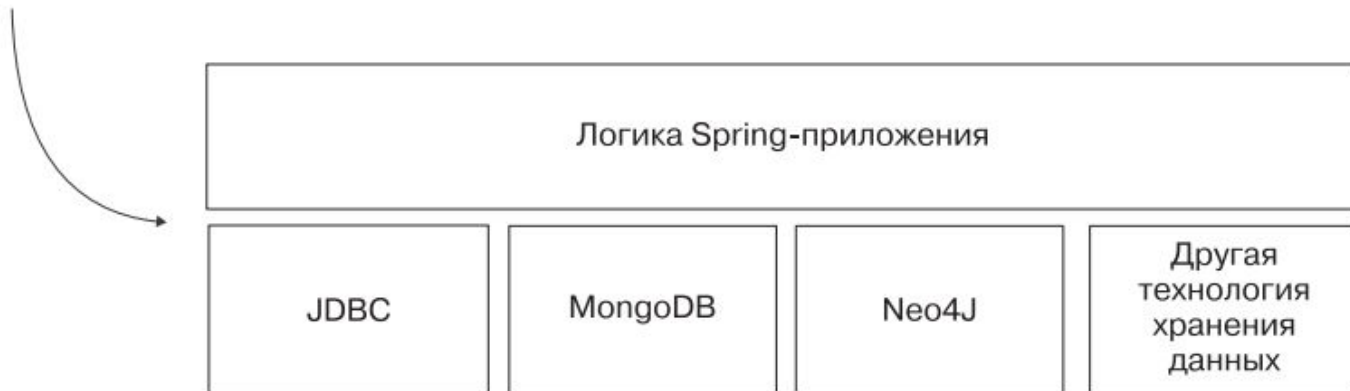 Логика Spring-приложения
JDBC
MongoDB
Neo4J
Другая
технология
хранения
данных